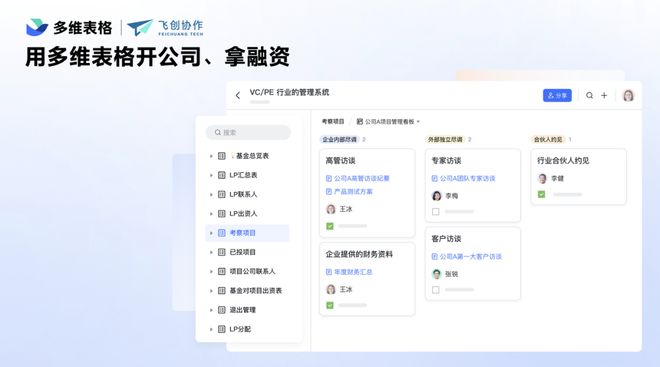 多维表格 飞创协作
FEICHUANG TECH
用多维表格开公司、拿融资
VC/PE 行业的管理系统
分享
搜索
基金总览表
LP汇总表
LP联系人
LP出资人
考察项目
已投项目
项目公司联系人
基金对项目出资表
退出管理
LP分配
考察项目 公司A项目管理看板
企业内部尽调 2
高管访谈
公司A高管访谈纪要
产品测试方案
王冰
企业提供的财务资料
年度财务汇总
王冰
外部独立尽调 2
专家访谈
公司A团队专家访谈
李梅
客户访谈
公司A第一大客户访谈
张锐
合伙人约见 1
行业合伙人约见
李健